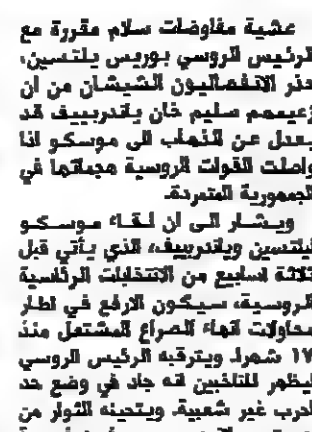 عشية مفاوضات سلام مقررة مع
الرئيس الروسي بوريس يلتسين،
حذر الانفصاليون الشيشان من ان
زعيمهم سليم خان ياندربييف قد
يعدل عن الذهاب الى موسكو اذا
واصلت القوات الروسية هجماتها في
الجمهورية المتمردة.
ويشار الى ان لقاء موسكو
ليلتسين وياندربييف، الذي يأتي قبل
ثلاثة اسابيع من الانتخابات الرئاسية
الروسية، سيكون الارفع في اطار
محاولات انهاء الصراع المشتعل منذ
١٧ شهرا. ويترقبه الرئيس الروسي
ليظهر للناخبين انه جاد في وضع حد
لحرب غير شعبية. ويتحينه الثوار من